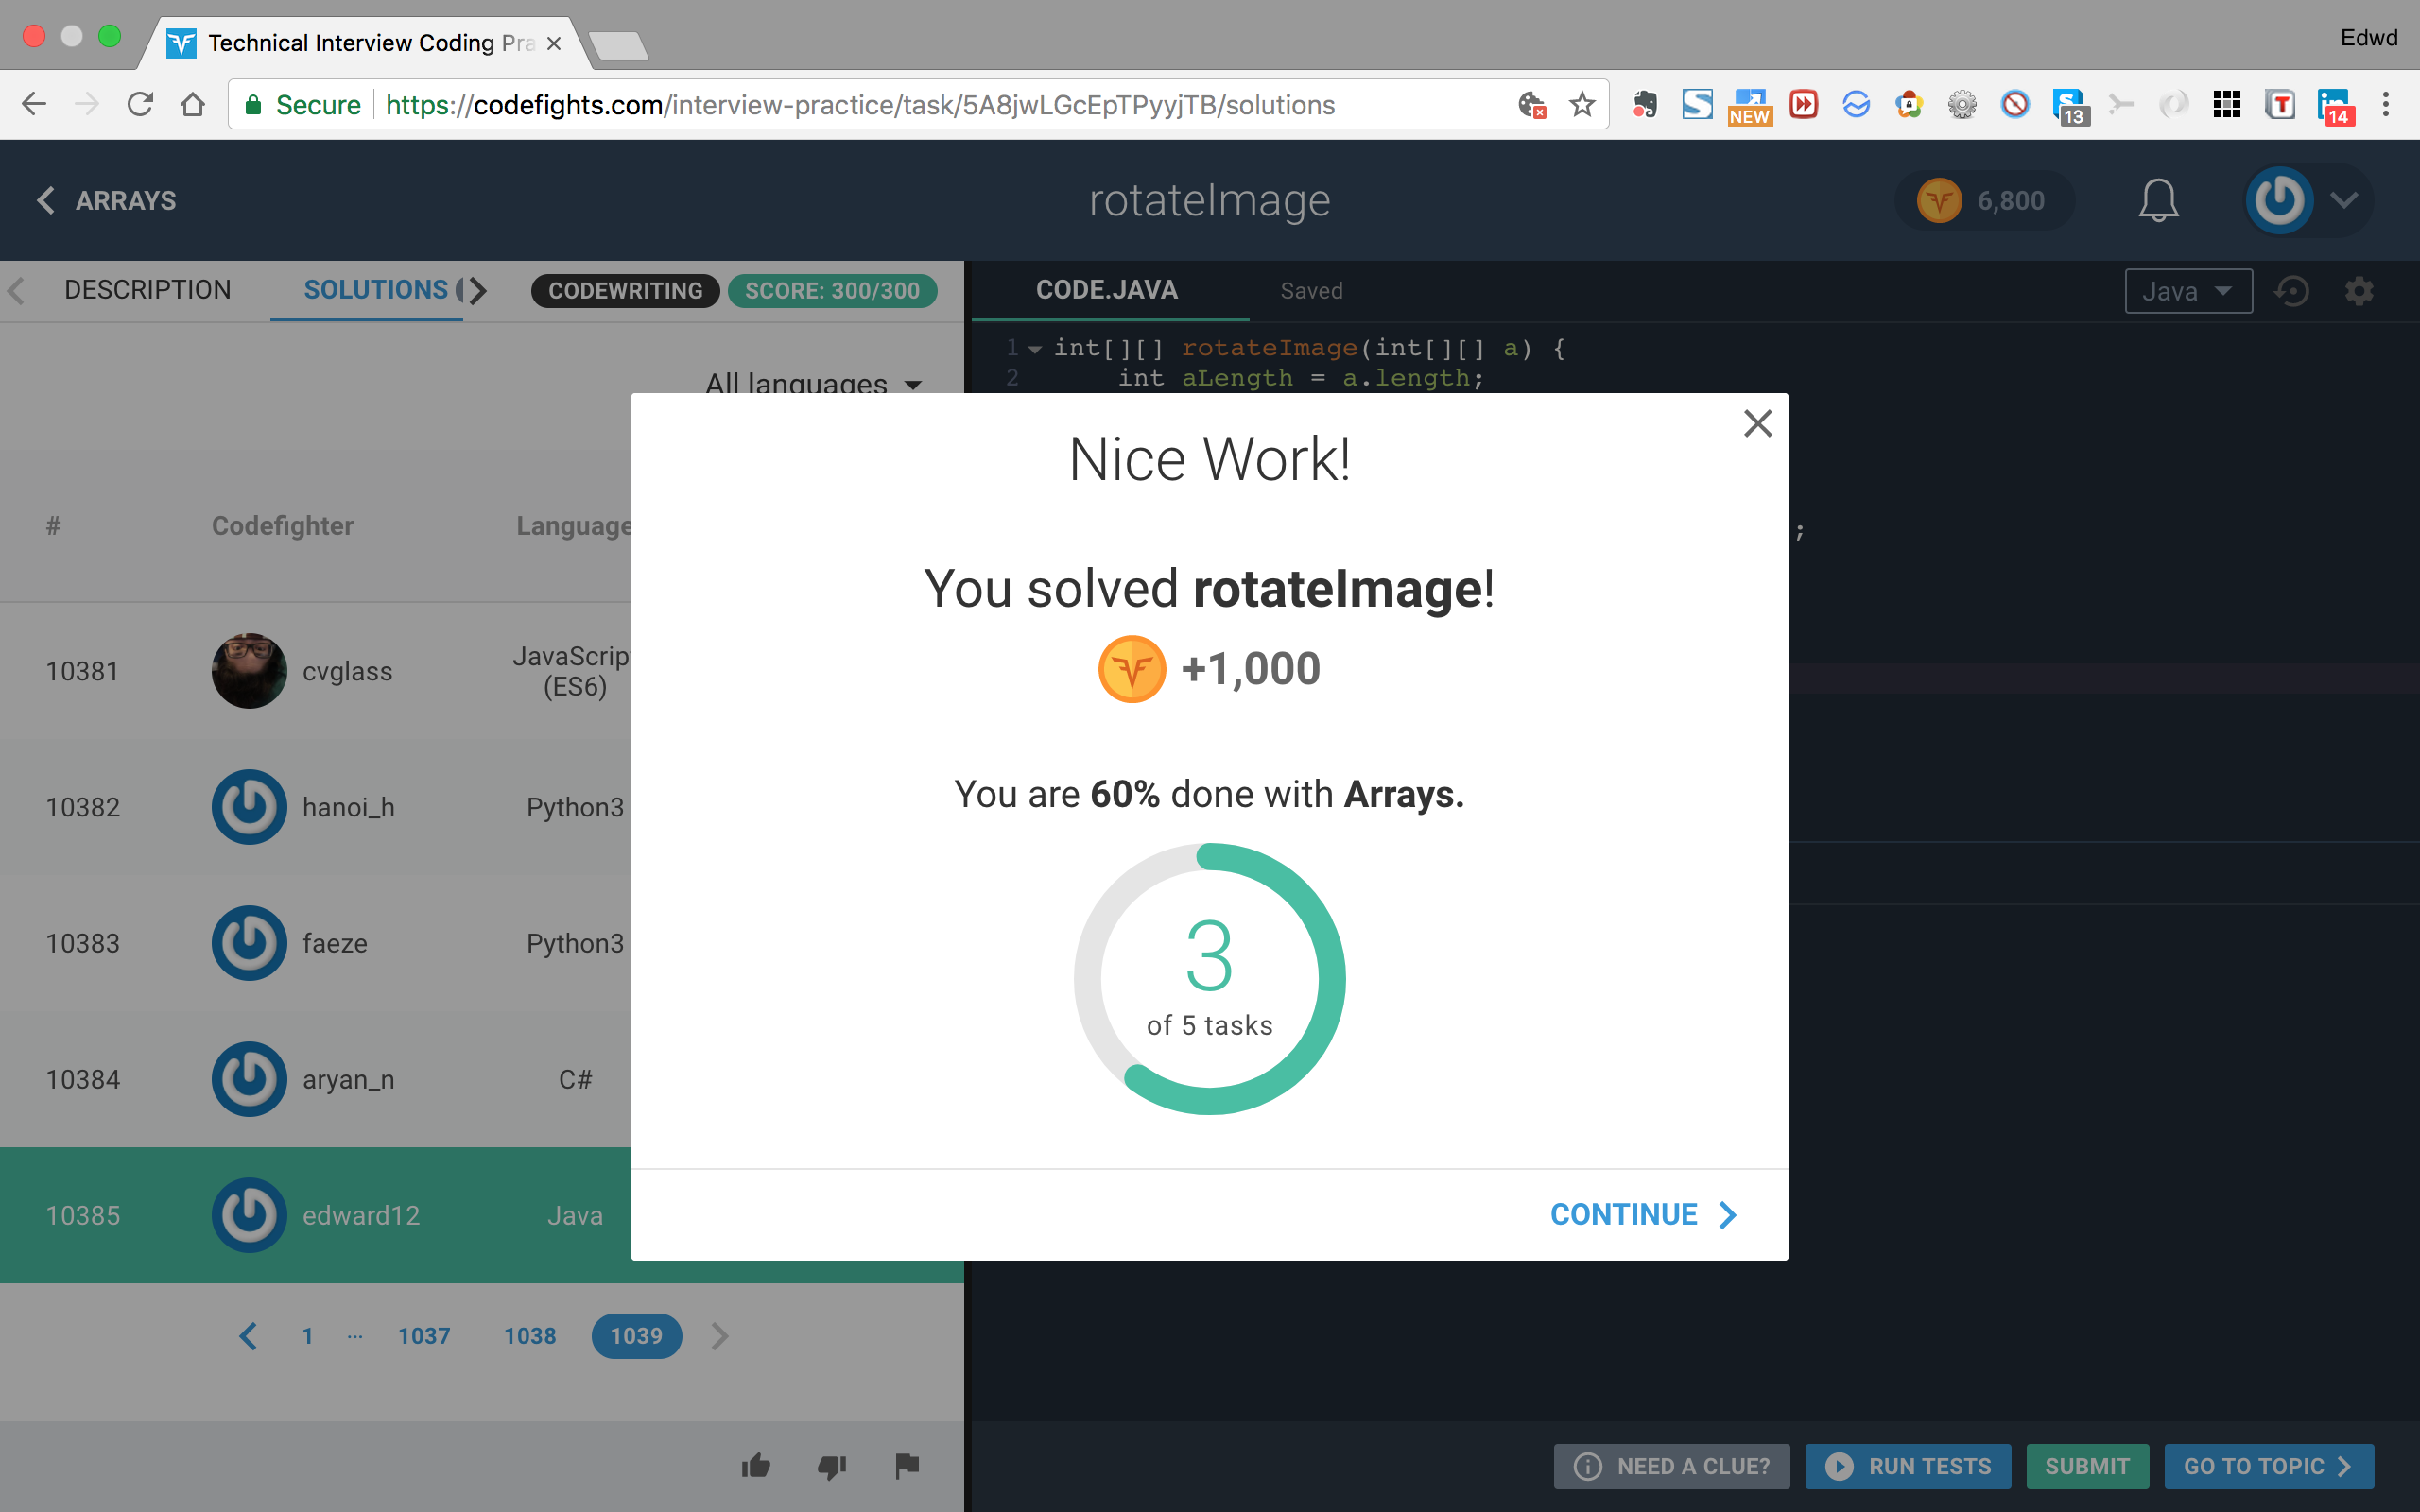 Technical Interview Coding Pra
Edwd
Secure https://codefights.com/interview-practice/task/5A8jwLGcEpTPyyjTB/solutions
NEW 13 T in 14
ARRAYS
rotateImage
6,800
DESCRIPTION
SOLUTIONS
CODEWRITING
SCORE: 300/300
CODE.JAVA
Saved
Java
1 int[][] rotateImage(int[][] a) {
2 int aLength = a.length;
;
All languages
# Codefighter Language
10381 cvglass JavaScript (ES6)
10382 hanoi_h Python3
10383 faeze Python3
10384 aryan_n C#
10385 edward12 Java
1 ... 1037 1038 1039
Nice Work!
You solved rotateImage!
+1,000
You are 60% done with Arrays.
3
of 5 tasks
CONTINUE
NEED A CLUE?
RUN TESTS
SUBMIT
GO TO TOPIC